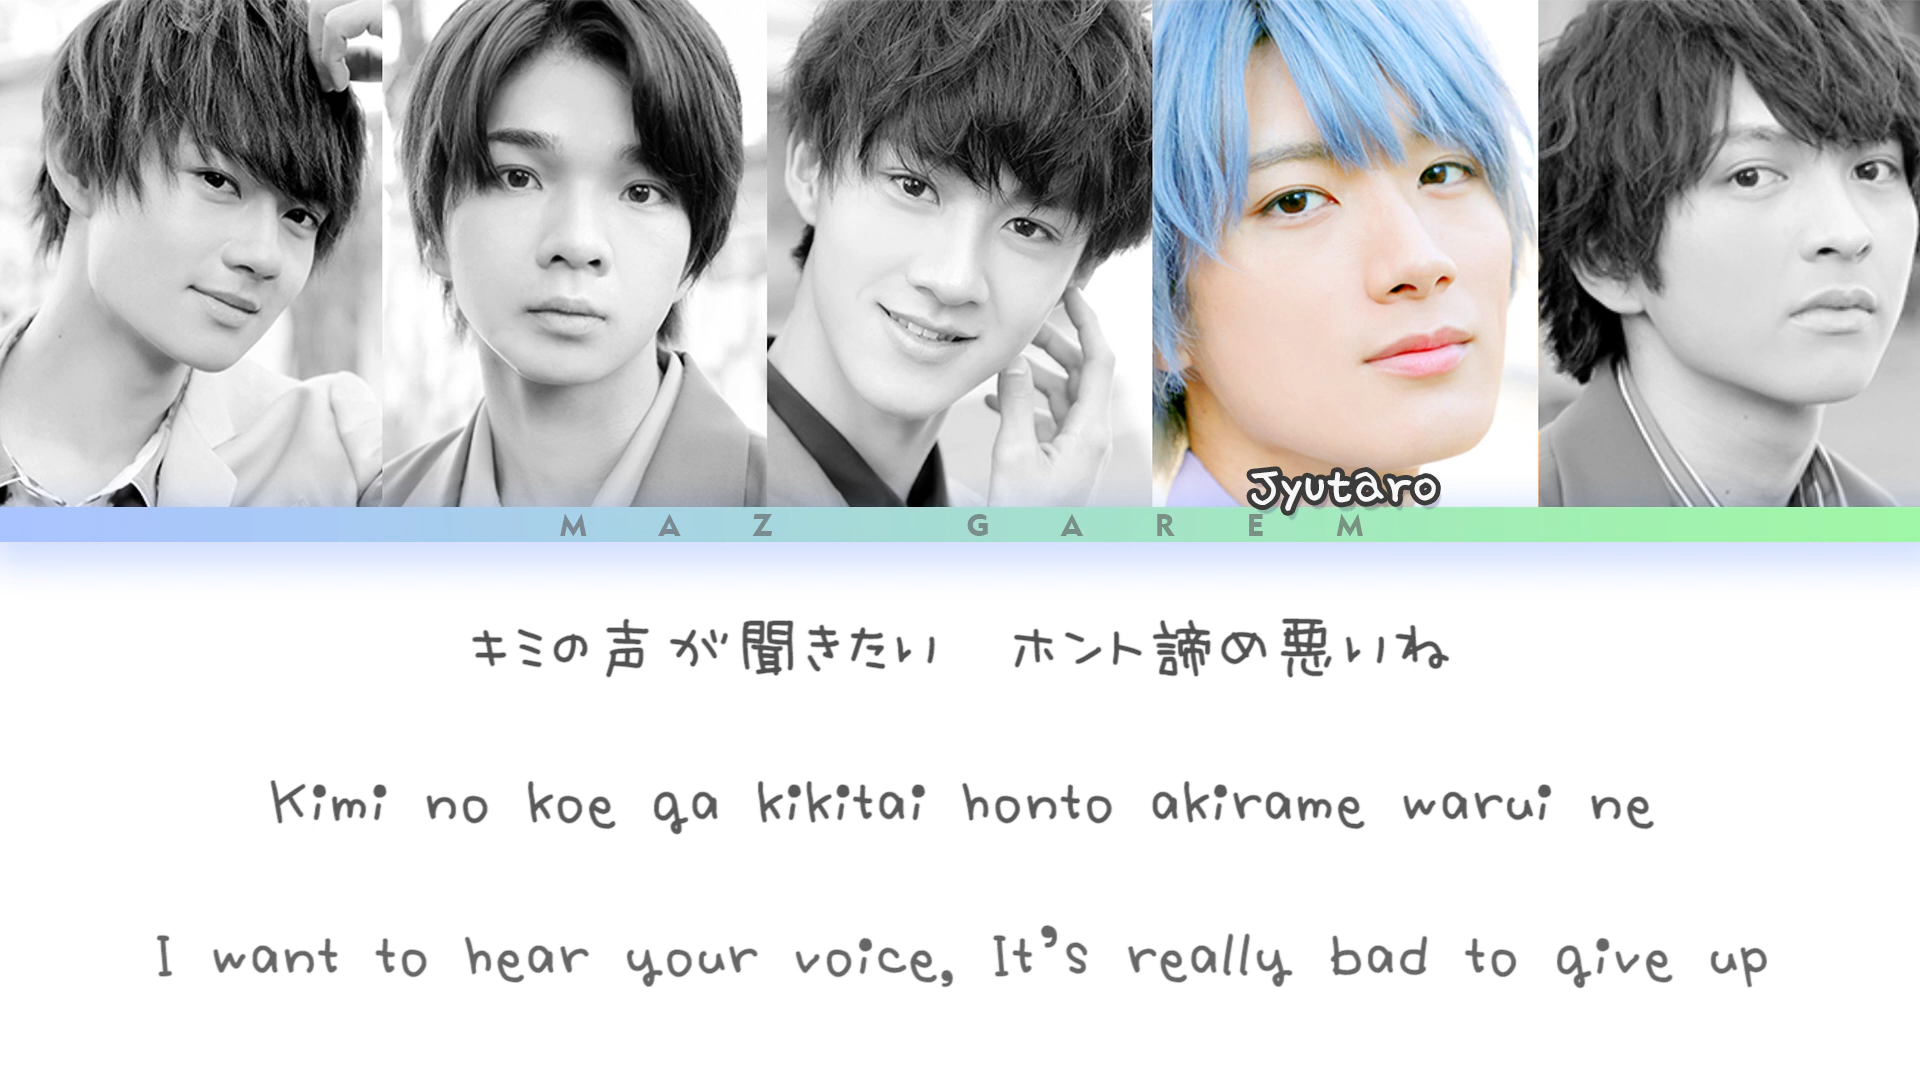 Jyutaro
MAZ GAREM
キミの声が聞きたい　ホント諦め悪いね
Kimi no koe ga kikitai honto akirame warui ne
I want to hear your voice, It's really bad to give up